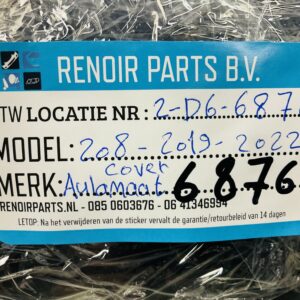 RENOIR PARTS B.V.
TW LOCATIE NR : 2-D6-687
MODEL: 208-2019-2022
cover
MERK: Aulamaat 6876
RENOIRPARTS.NL - 085 0603676 - 06 41346994
LETOP: Na het verwijderen van de sticker vervalt de garantie/retourbeleid van 14 dagen